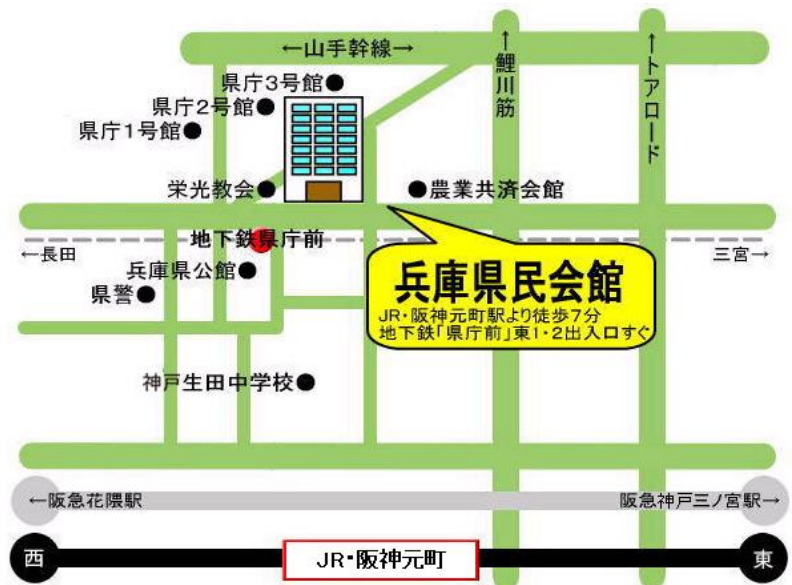 ←山手幹線→
↑鯉川筋
↑トアロード
県庁3号館●
県庁2号館●
県庁1号館●
栄光教会●
●農業共済会館
地下鉄県庁前
←長田
三宮→
兵庫県公館●
県警●
兵庫県民会館
JR・阪神元町駅より徒歩7分
地下鉄「県庁前」東1・2出入口すぐ
神戸生田中学校●
←阪急花隈駅
阪急神戸三ノ宮駅→
西
JR・阪神元町
東